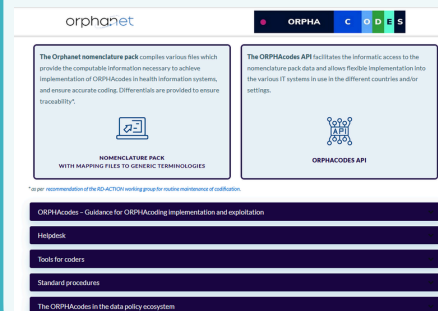 orphanet
ORPHA CODES
The Orphanet nomenclature pack compiles various files which
provide the computable information necessary to achieve
implementation of ORPHAcodes in health information systems,
and ensure accurate coding. Differentials are provided to ensure
traceability*.
NOMENCLATURE PACK
WITH MAPPING FILES TO GENERIC TERMINOLOGIES
The ORPHAcodes API facilitates the informatic access to the
nomenclature pack data and allows flexible implementation into
the various IT systems in use in the different countries and/or
settings.
API
ORPHACODES API
* as per recommendation of the RD-ACTION working group for routine maintenance of codification.
ORPHAcodes – Guidance for ORPHAcoding implementation and exploitation
Helpdesk
Tools for coders
Standard procedures
The ORPHAcodes in the data policy ecosystem